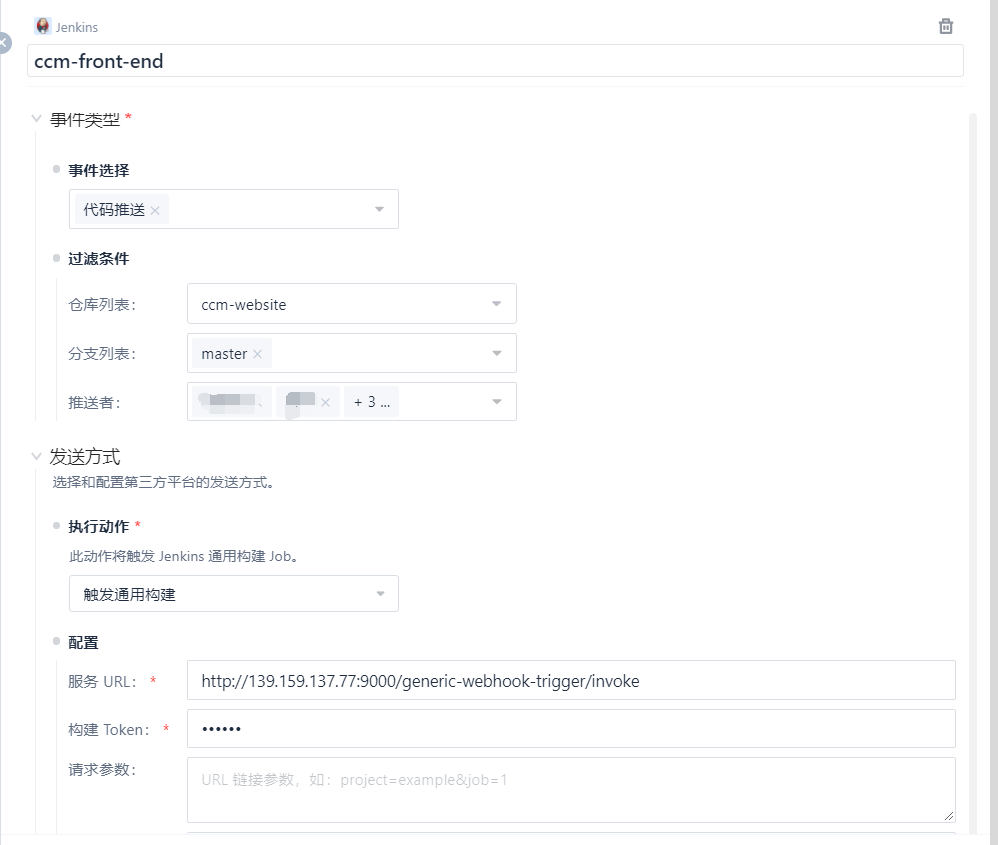 Jenkins
ccm-front-end
事件类型 *
事件选择
代码推送 ×
过滤条件
仓库列表：
ccm-website
分支列表：
master ×
推送者：
× + 3 ...
发送方式
选择和配置第三方平台的发送方式。
执行动作 *
此动作将触发 Jenkins 通用构建 Job。
触发通用构建
配置
服务 URL： * http://139.159.137.77:9000/generic-webhook-trigger/invoke
构建 Token： * ••••••
请求参数：
URL 链接参数，如：project=example&job=1